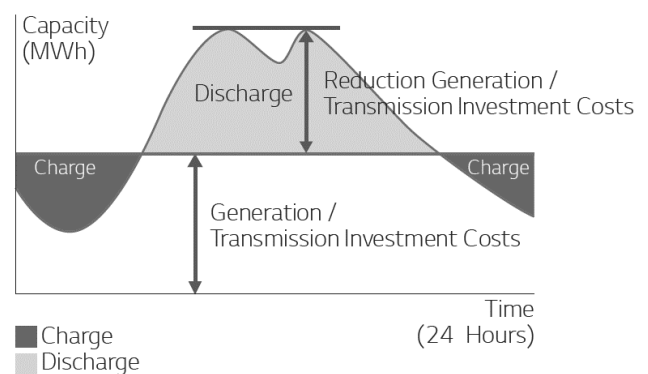 Capacity
(MWh)
Discharge
Reduction Generation /
Transmission Investment Costs
Charge
Charge
Generation /
Transmission Investment Costs
Time
(24 Hours)
Charge
Discharge